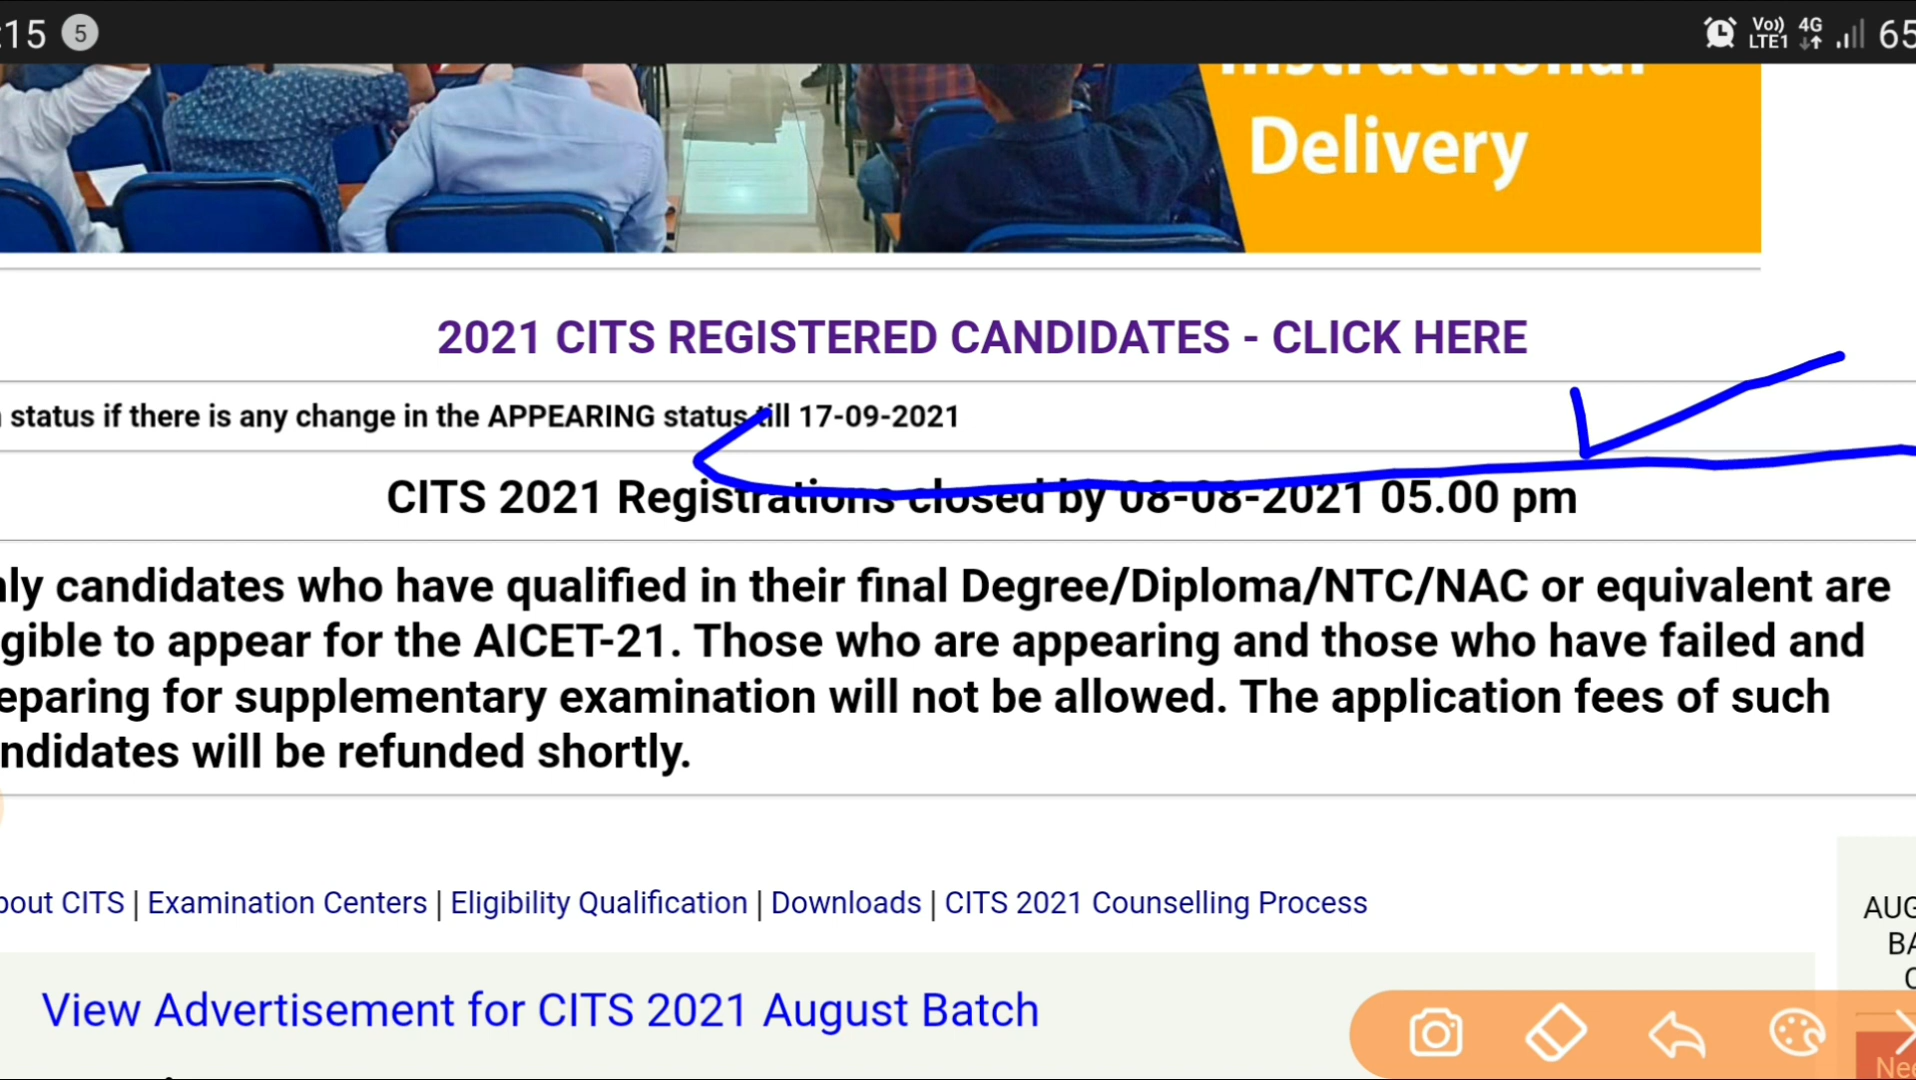 :15 5 Vo)) LTE1 4G 65
Instructional
Delivery
2021 CITS REGISTERED CANDIDATES - CLICK HERE
status if there is any change in the APPEARING status till 17-09-2021
CITS 2021 Registrations closed by 08-08-2021 05.00 pm
nly candidates who have qualified in their final Degree/Diploma/NTC/NAC or equivalent are
gible to appear for the AICET-21. Those who are appearing and those who have failed and
eparing for supplementary examination will not be allowed. The application fees of such
ndidates will be refunded shortly.
bout CITS | Examination Centers | Eligibility Qualification | Downloads | CITS 2021 Counselling Process
AUG
BA
C
View Advertisement for CITS 2021 August Batch
Nee